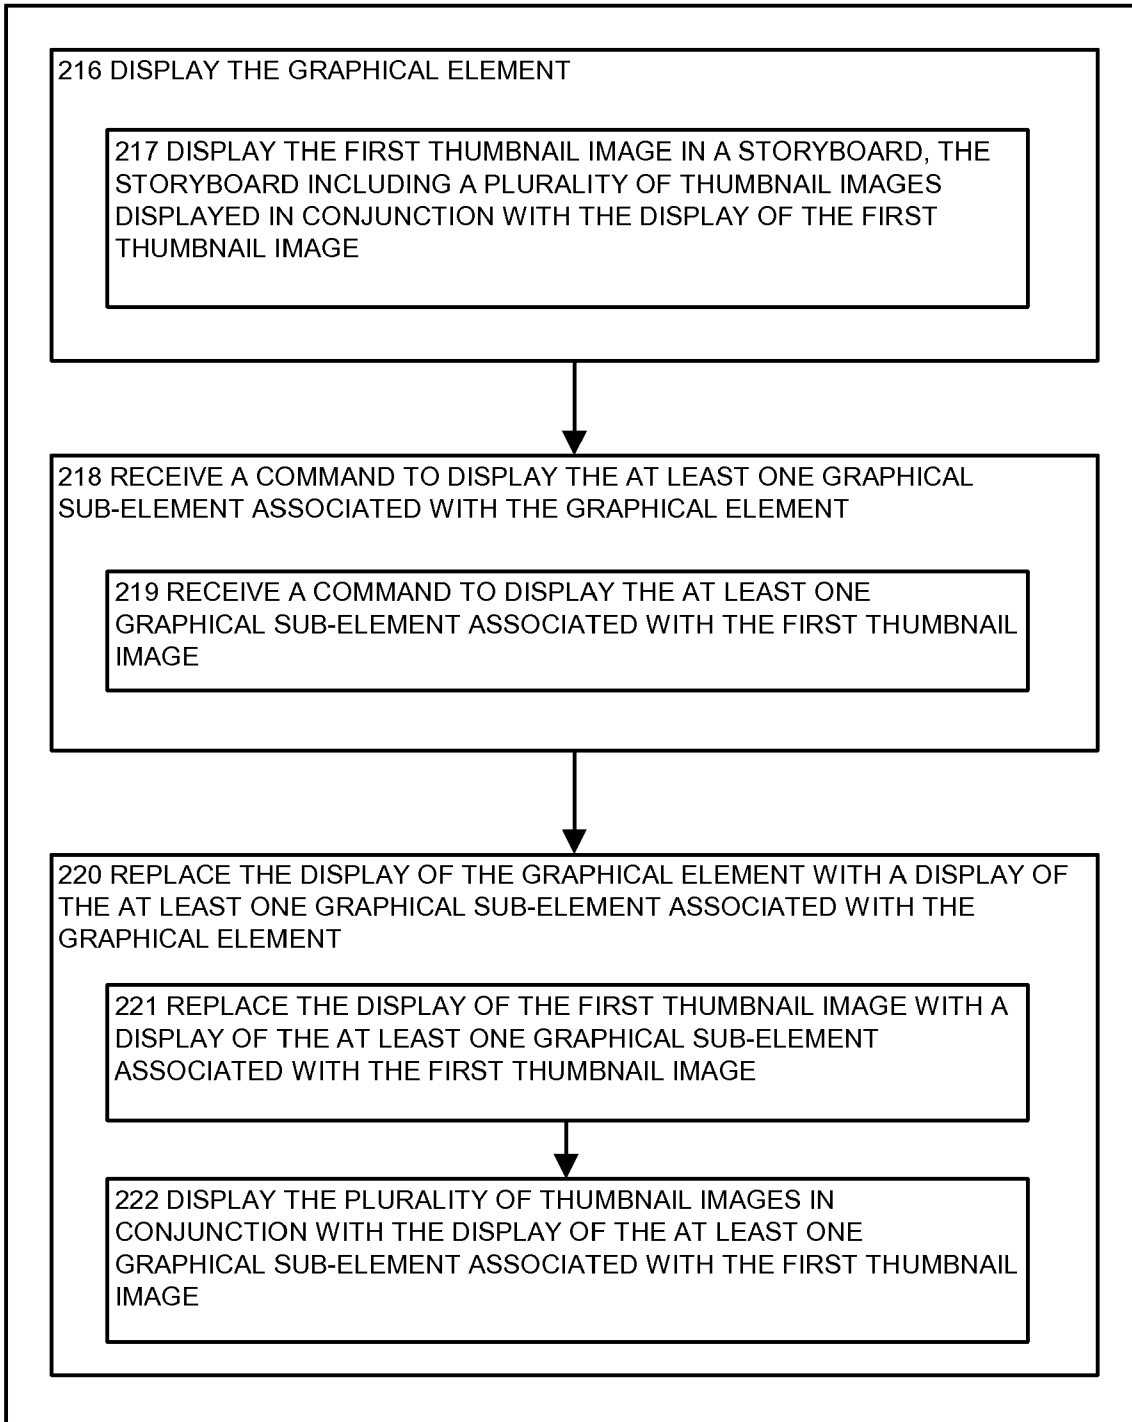 216 DISPLAY THE GRAPHICAL ELEMENT
217 DISPLAY THE FIRST THUMBNAIL IMAGE IN A STORYBOARD, THE
STORYBOARD INCLUDING A PLURALITY OF THUMBNAIL IMAGES
DISPLAYED IN CONJUNCTION WITH THE DISPLAY OF THE FIRST
THUMBNAIL IMAGE
218 RECEIVE A COMMAND TO DISPLAY THE AT LEAST ONE GRAPHICAL
SUB-ELEMENT ASSOCIATED WITH THE GRAPHICAL ELEMENT
219 RECEIVE A COMMAND TO DISPLAY THE AT LEAST ONE
GRAPHICAL SUB-ELEMENT ASSOCIATED WITH THE FIRST THUMBNAIL
IMAGE
220 REPLACE THE DISPLAY OF THE GRAPHICAL ELEMENT WITH A DISPLAY OF
THE AT LEAST ONE GRAPHICAL SUB-ELEMENT ASSOCIATED WITH THE
GRAPHICAL ELEMENT
221 REPLACE THE DISPLAY OF THE FIRST THUMBNAIL IMAGE WITH A
DISPLAY OF THE AT LEAST ONE GRAPHICAL SUB-ELEMENT
ASSOCIATED WITH THE FIRST THUMBNAIL IMAGE
222 DISPLAY THE PLURALITY OF THUMBNAIL IMAGES IN
CONJUNCTION WITH THE DISPLAY OF THE AT LEAST ONE
GRAPHICAL SUB-ELEMENT ASSOCIATED WITH THE FIRST THUMBNAIL
IMAGE